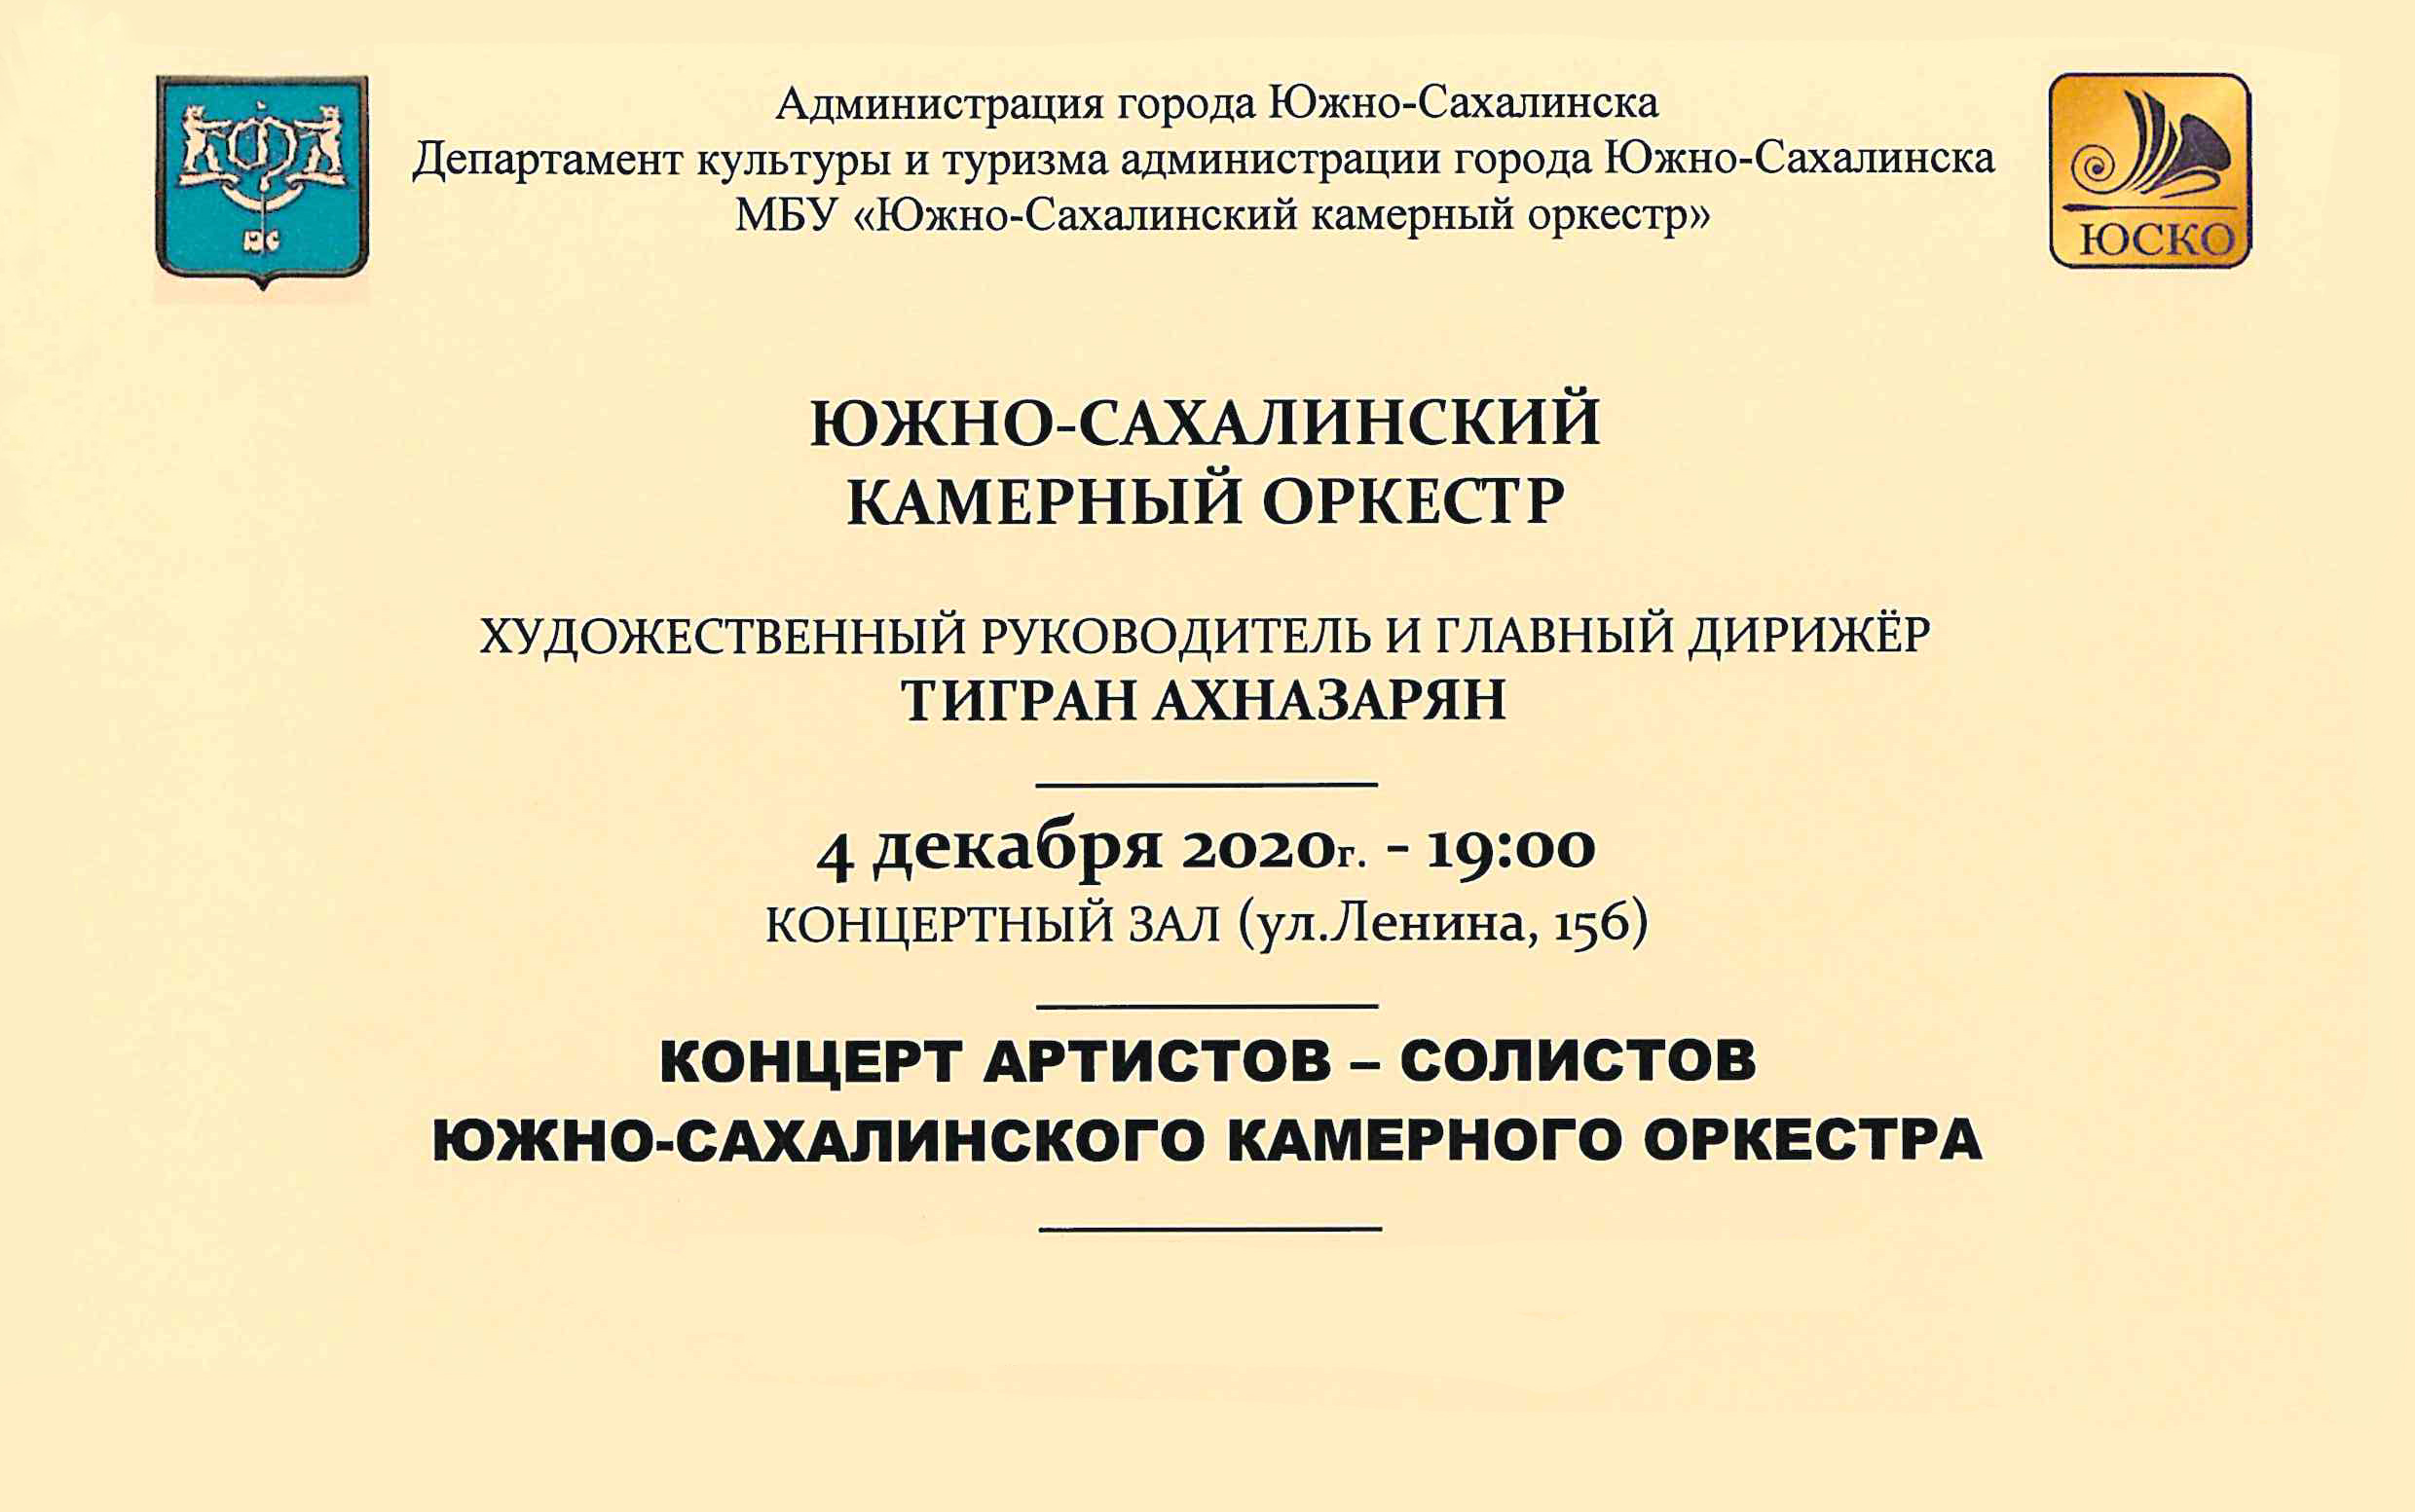 Администрация города Южно-Сахалинска
Департамент культуры и туризма администрации города Южно-Сахалинска
МБУ «Южно-Сахалинский камерный оркестр»
ЮС
ЮСКО
ЮЖНО-САХАЛИНСКИЙ
КАМЕРНЫЙ ОРКЕСТР
ХУДОЖЕСТВЕННЫЙ РУКОВОДИТЕЛЬ И ГЛАВНЫЙ ДИРИЖЁР
ТИГРАН АХНАЗАРЯН
4 декабря 2020г. - 19:00
КОНЦЕРТНЫЙ ЗАЛ (ул.Ленина, 156)
КОНЦЕРТ АРТИСТОВ – СОЛИСТОВ
ЮЖНО-САХАЛИНСКОГО КАМЕРНОГО ОРКЕСТРА